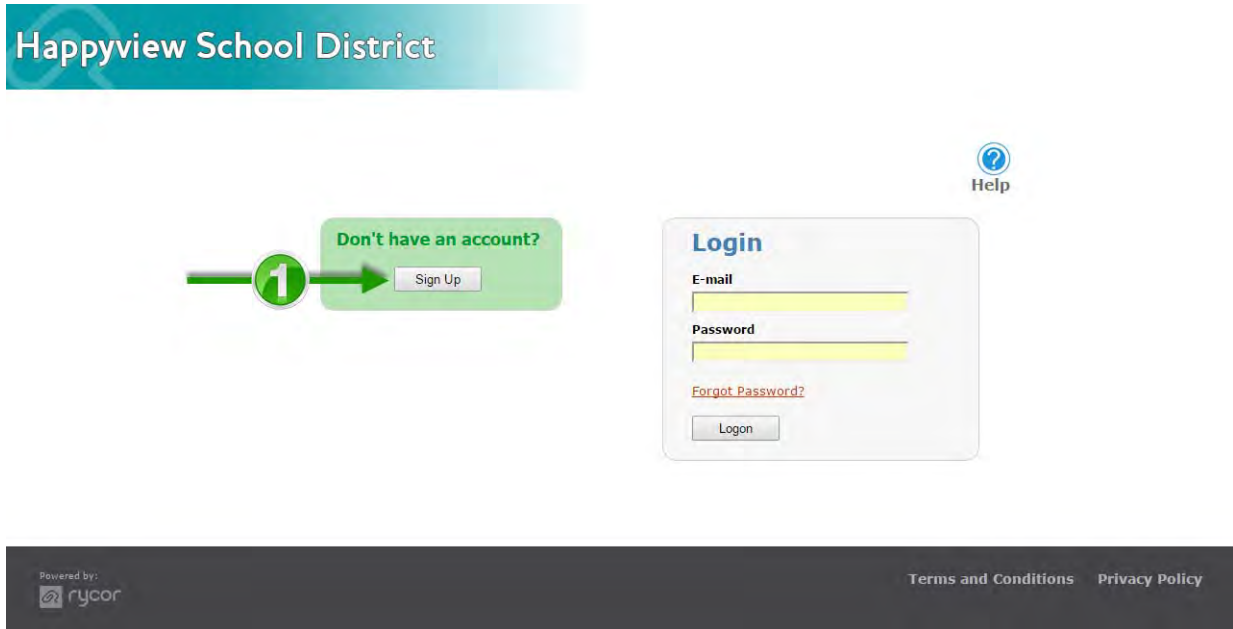 Happyview School District
Help
Don't have an account?
1
Sign Up
Login
E-mail
Password
Forgot Password?
Logon
Powered by:
rycor
Terms and Conditions Privacy Policy